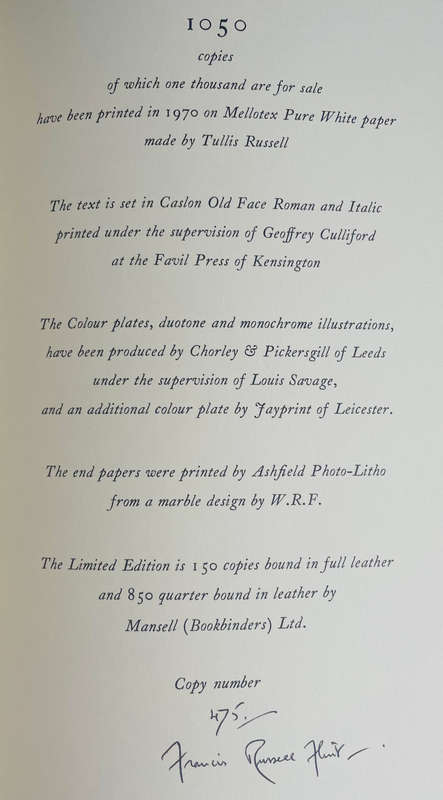 1050
copies
of which one thousand are for sale
have been printed in 1970 on Mellotex Pure White paper
made by Tullis Russell
The text is set in Caslon Old Face Roman and Italic
printed under the supervision of Geoffrey Culliford
at the Favil Press of Kensington
The Colour plates, duotone and monochrome illustrations,
have been produced by Chorley & Pickersgill of Leeds
under the supervision of Louis Savage,
and an additional colour plate by Jayprint of Leicester.
The end papers were printed by Ashfield Photo-Litho
from a marble design by W.R.F.
The Limited Edition is 150 copies bound in full leather
and 850 quarter bound in leather by
Mansell (Bookbinders) Ltd.
Copy number
475.
Francis Russell Flint